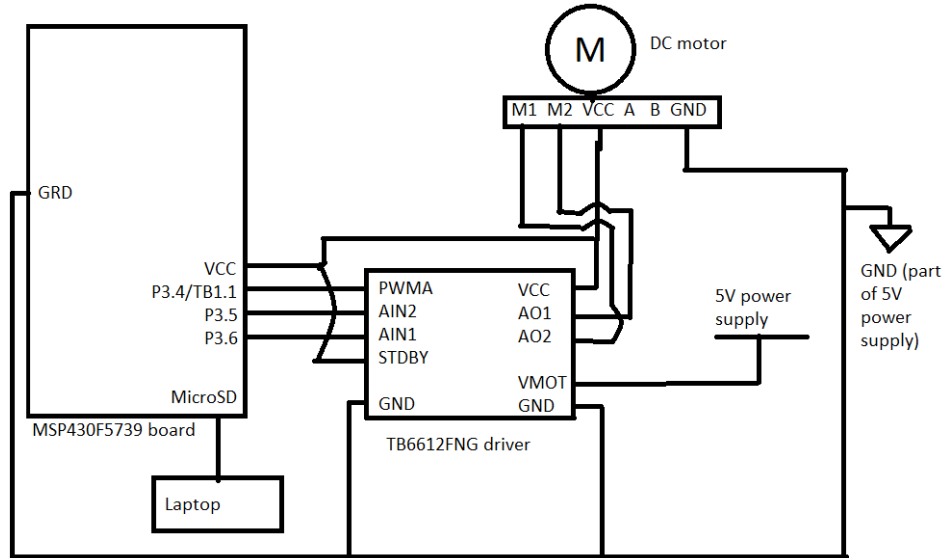 M
DC motor
M1 M2 VCC A B GND
GRD
VCC
P3.4/TB1.1
P3.5
P3.6
MicroSD
MSP430F5739 board
Laptop
PWMA
AIN2
AIN1
STDBY
GND
VCC
AO1
AO2
VMOT
GND
TB6612FNG driver
5V power
supply
GND (part
of 5V
power
supply)